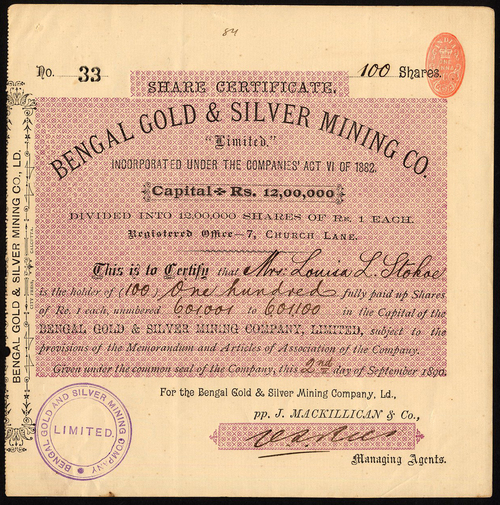 84
No. 33
100 Shares.
SHARE CERTIFICATE,
BENGAL GOLD & SILVER MINING CO.
"Limited."
INCORPORATED UNDER THE COMPANIES' ACT VI OF 1882.
Capital Rs. 12,00,000
DIVIDED INTO 12,00,000 SHARES OF RE. 1 EACH.
Registered Office—7, CHURCH LANE.
This is to Certify that Mrs. Louisa L. Stokoe
is the holder of (100) One hundred fully paid up Shares
of Re. 1 each, numbered 601001 to 601100 in the Capital of the
BENGAL GOLD & SILVER MINING COMPANY, LIMITED, subject to the
provisions of the Memorandum and Articles of Association of the Company.
Given under the common seal of the Company, this 2nd day of September 1890.
For the Bengal Gold & Silver Mining Company, Ld.,
pp. J. MACKILLICAN & Co.,
Managing Agents.
BENGAL GOLD & SILVER MINING CO., LD.
BENGAL GOLD AND SILVER MINING COMPANY
LIMITED.